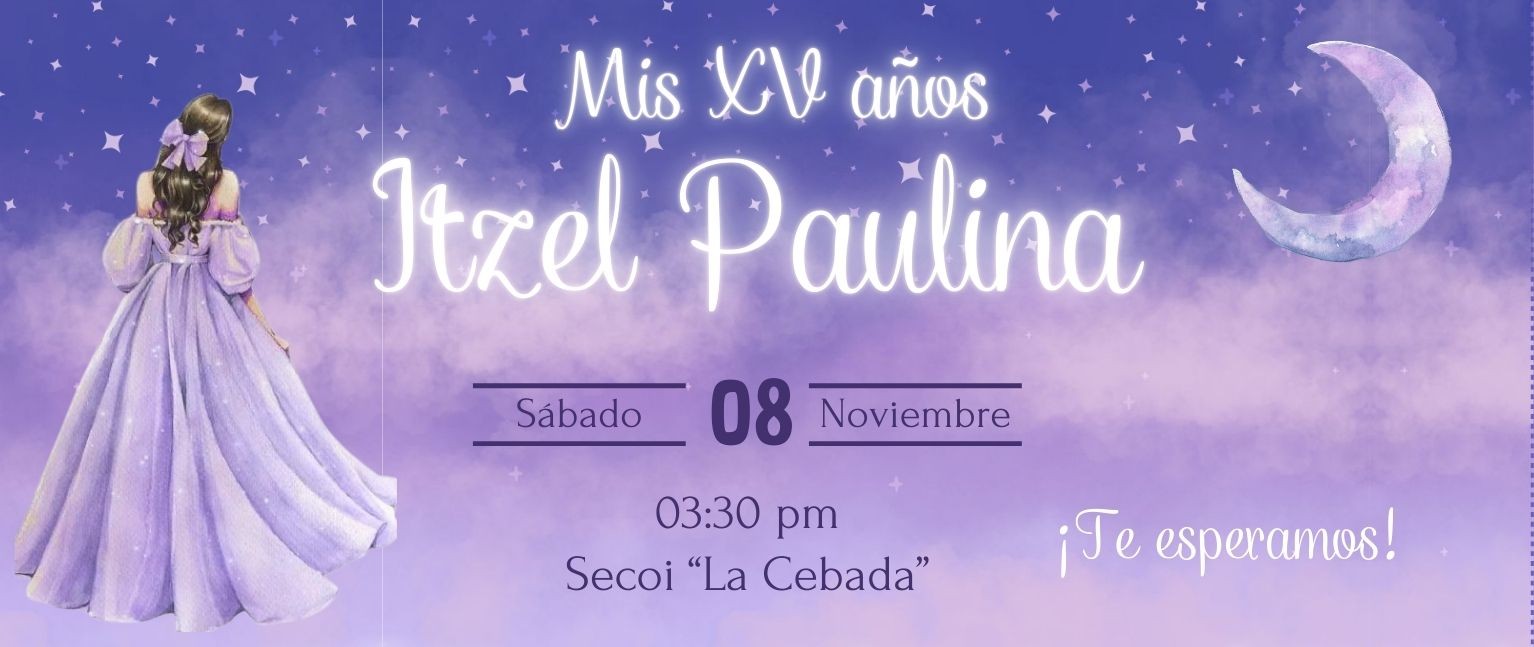 Mis XV años
Itzel Paulina
Sábado 08 Noviembre
03:30 pm
Secoi “La Cebada”
¡Te esperamos!